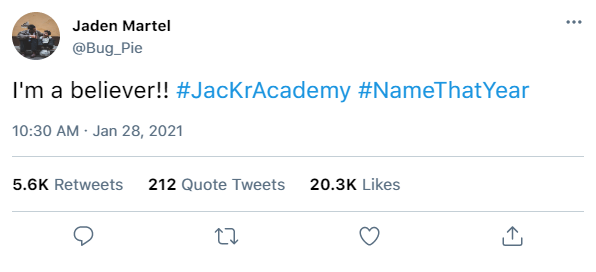 Jaden Martel
@Bug_Pie
I'm a believer!! #JacKrAcademy #NameThatYear
10:30 AM · Jan 28, 2021
5.6K Retweets 212 Quote Tweets 20.3K Likes